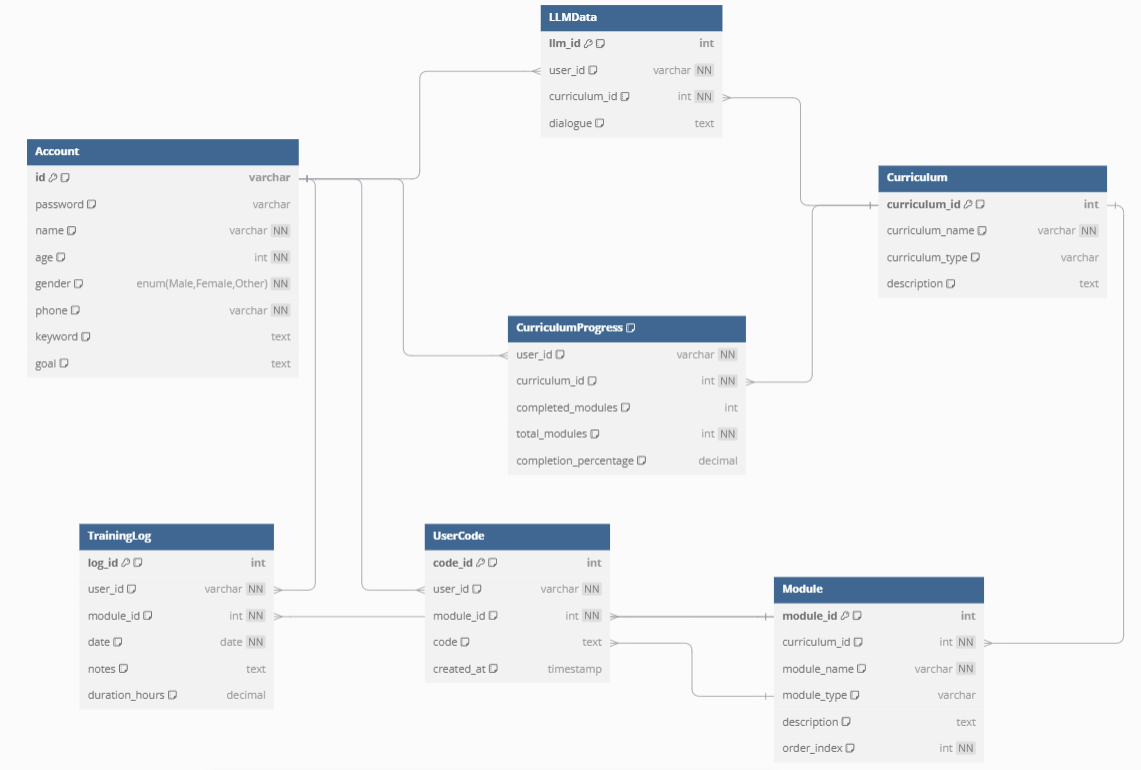 LLMData
llm_id int
user_id varchar NN
curriculum_id int NN
dialogue text
Account
id varchar
password varchar
name varchar NN
age int NN
gender enum(Male,Female,Other) NN
phone varchar NN
keyword text
goal text
Curriculum
curriculum_id int
curriculum_name varchar NN
curriculum_type varchar
description text
CurriculumProgress
user_id varchar NN
curriculum_id int NN
completed_modules int
total_modules int NN
completion_percentage decimal
TrainingLog
log_id int
user_id varchar NN
module_id int NN
date date NN
notes text
duration_hours decimal
UserCode
code_id int
user_id varchar NN
module_id int NN
code text
created_at timestamp
Module
module_id int
curriculum_id int NN
module_name varchar NN
module_type varchar
description text
order_index int NN